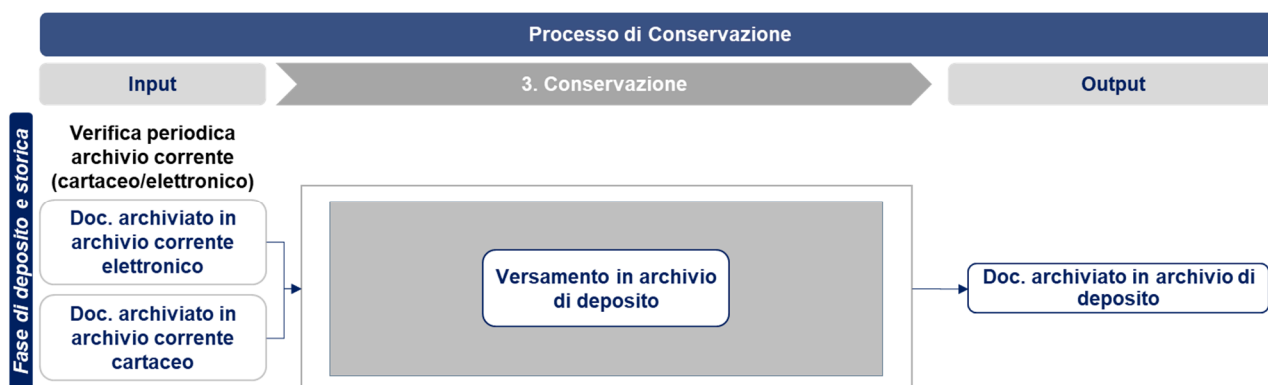 Processo di Conservazione
Input
3. Conservazione
Output
Fase di deposito e storica
Verifica periodica
archivio corrente
(cartaceo/elettronico)
Doc. archiviato in
archivio corrente
elettronico
Doc. archiviato in
archivio corrente
cartaceo
Versamento in archivio
di deposito
Doc. archiviato in archivio di
deposito